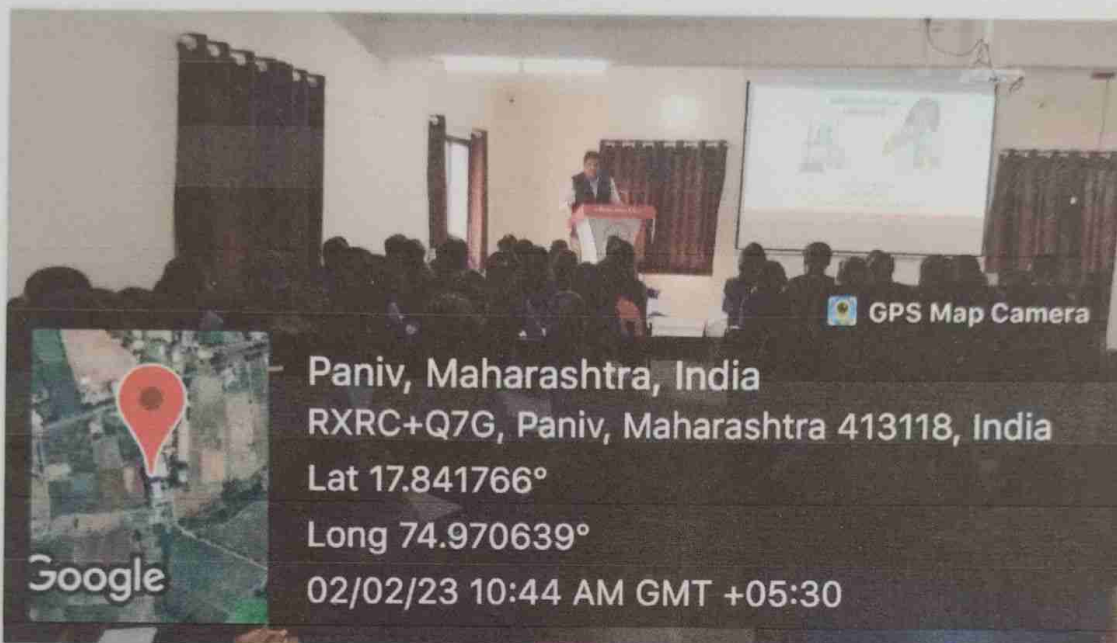 GPS Map Camera
Paniv, Maharashtra, India
RXRC+Q7G, Paniv, Maharashtra 413118, India
Lat 17.841766°
Long 74.970639°
02/02/23 10:44 AM GMT +05:30
Google